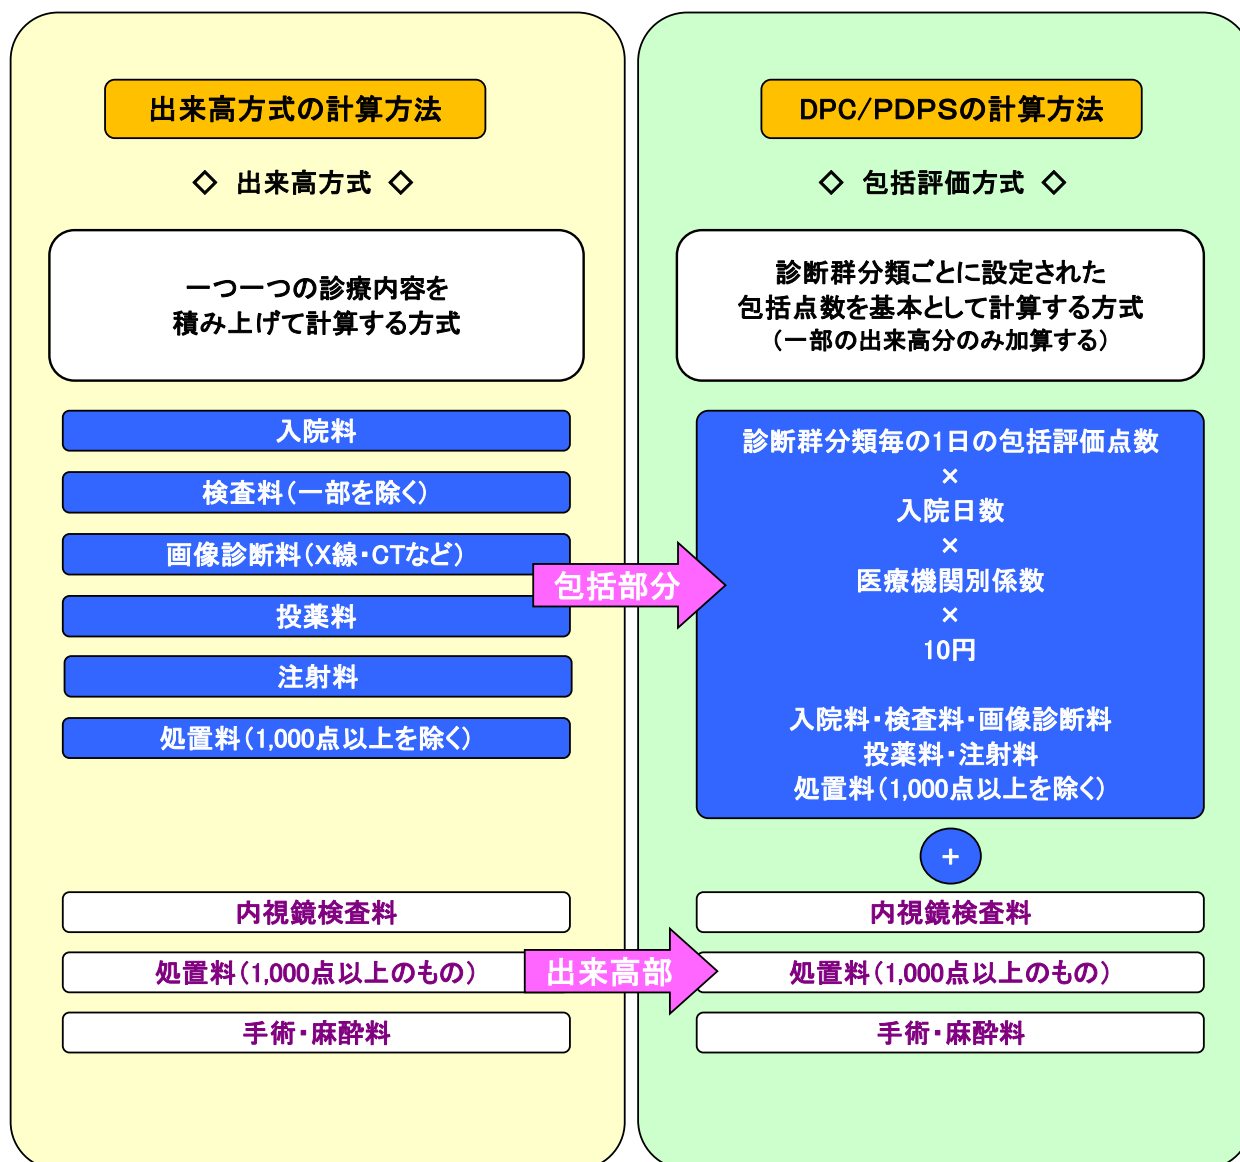 出来高方式の計算方法
◇ 出来高方式 ◇
一つ一つの診療内容を
積み上げて計算する方式
入院料
検査料(一部を除く)
画像診断料(X線・CTなど)
投薬料
注射料
処置料(1,000点以上を除く)
内視鏡検査料
処置料(1,000点以上のもの)
手術・麻酔料
包括部分
出来高部
DPC/PDPSの計算方法
◇ 包括評価方式 ◇
診断群分類ごとに設定された
包括点数を基本として計算する方式
(一部の出来高分のみ加算する)
診断群分類毎の1日の包括評価点数
×
入院日数
×
医療機関別係数
×
10円
入院料・検査料・画像診断料
投薬料・注射料
処置料(1,000点以上を除く)
+
内視鏡検査料
処置料(1,000点以上のもの)
手術・麻酔料